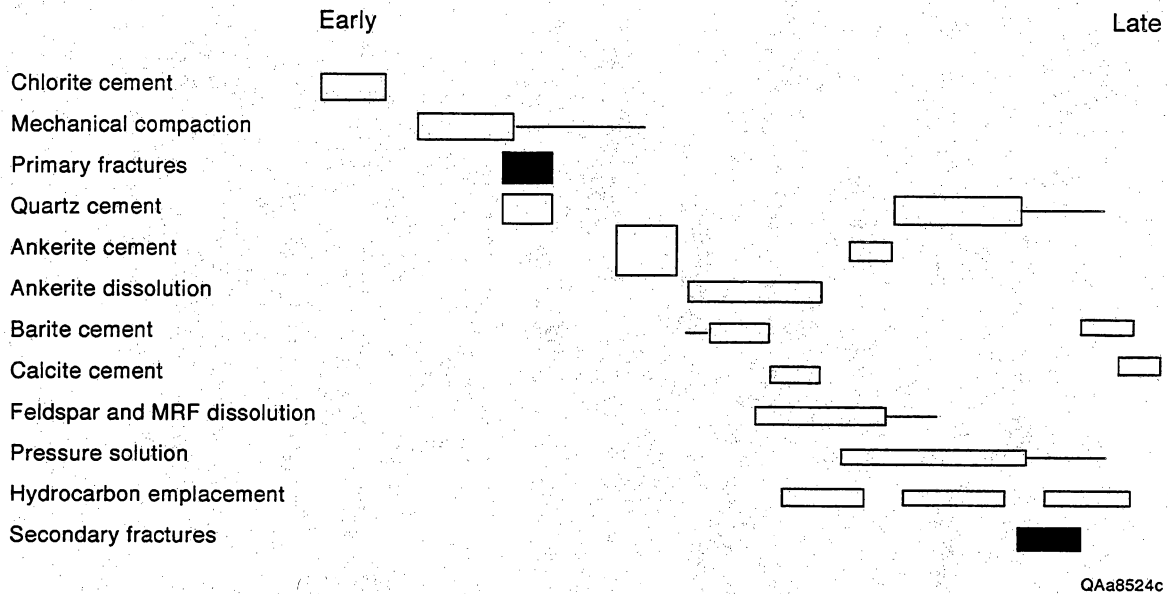 Early Late
Chlorite cement
Mechanical compaction
Primary fractures
Quartz cement
Ankerite cement
Ankerite dissolution
Barite cement
Calcite cement
Feldspar and MRF dissolution
Pressure solution
Hydrocarbon emplacement
Secondary fractures
QAa8524c